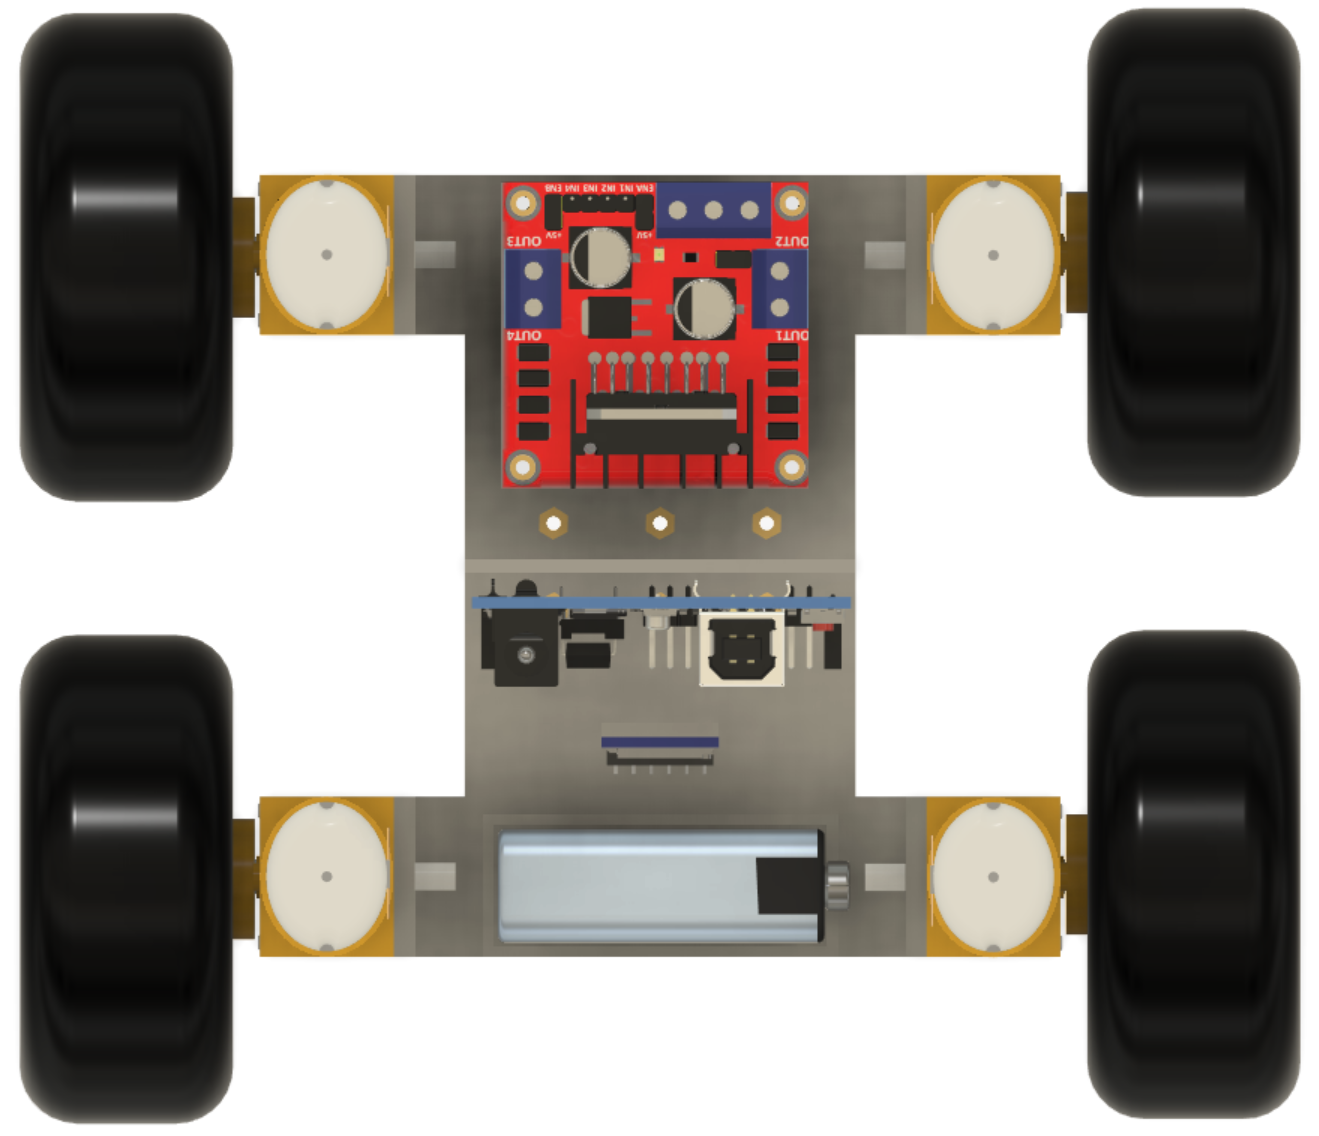 OUT1 OUT4
OUT2 OUT3
+5V +5V
ENA IN1 IN2 IN3 IN4 ENB